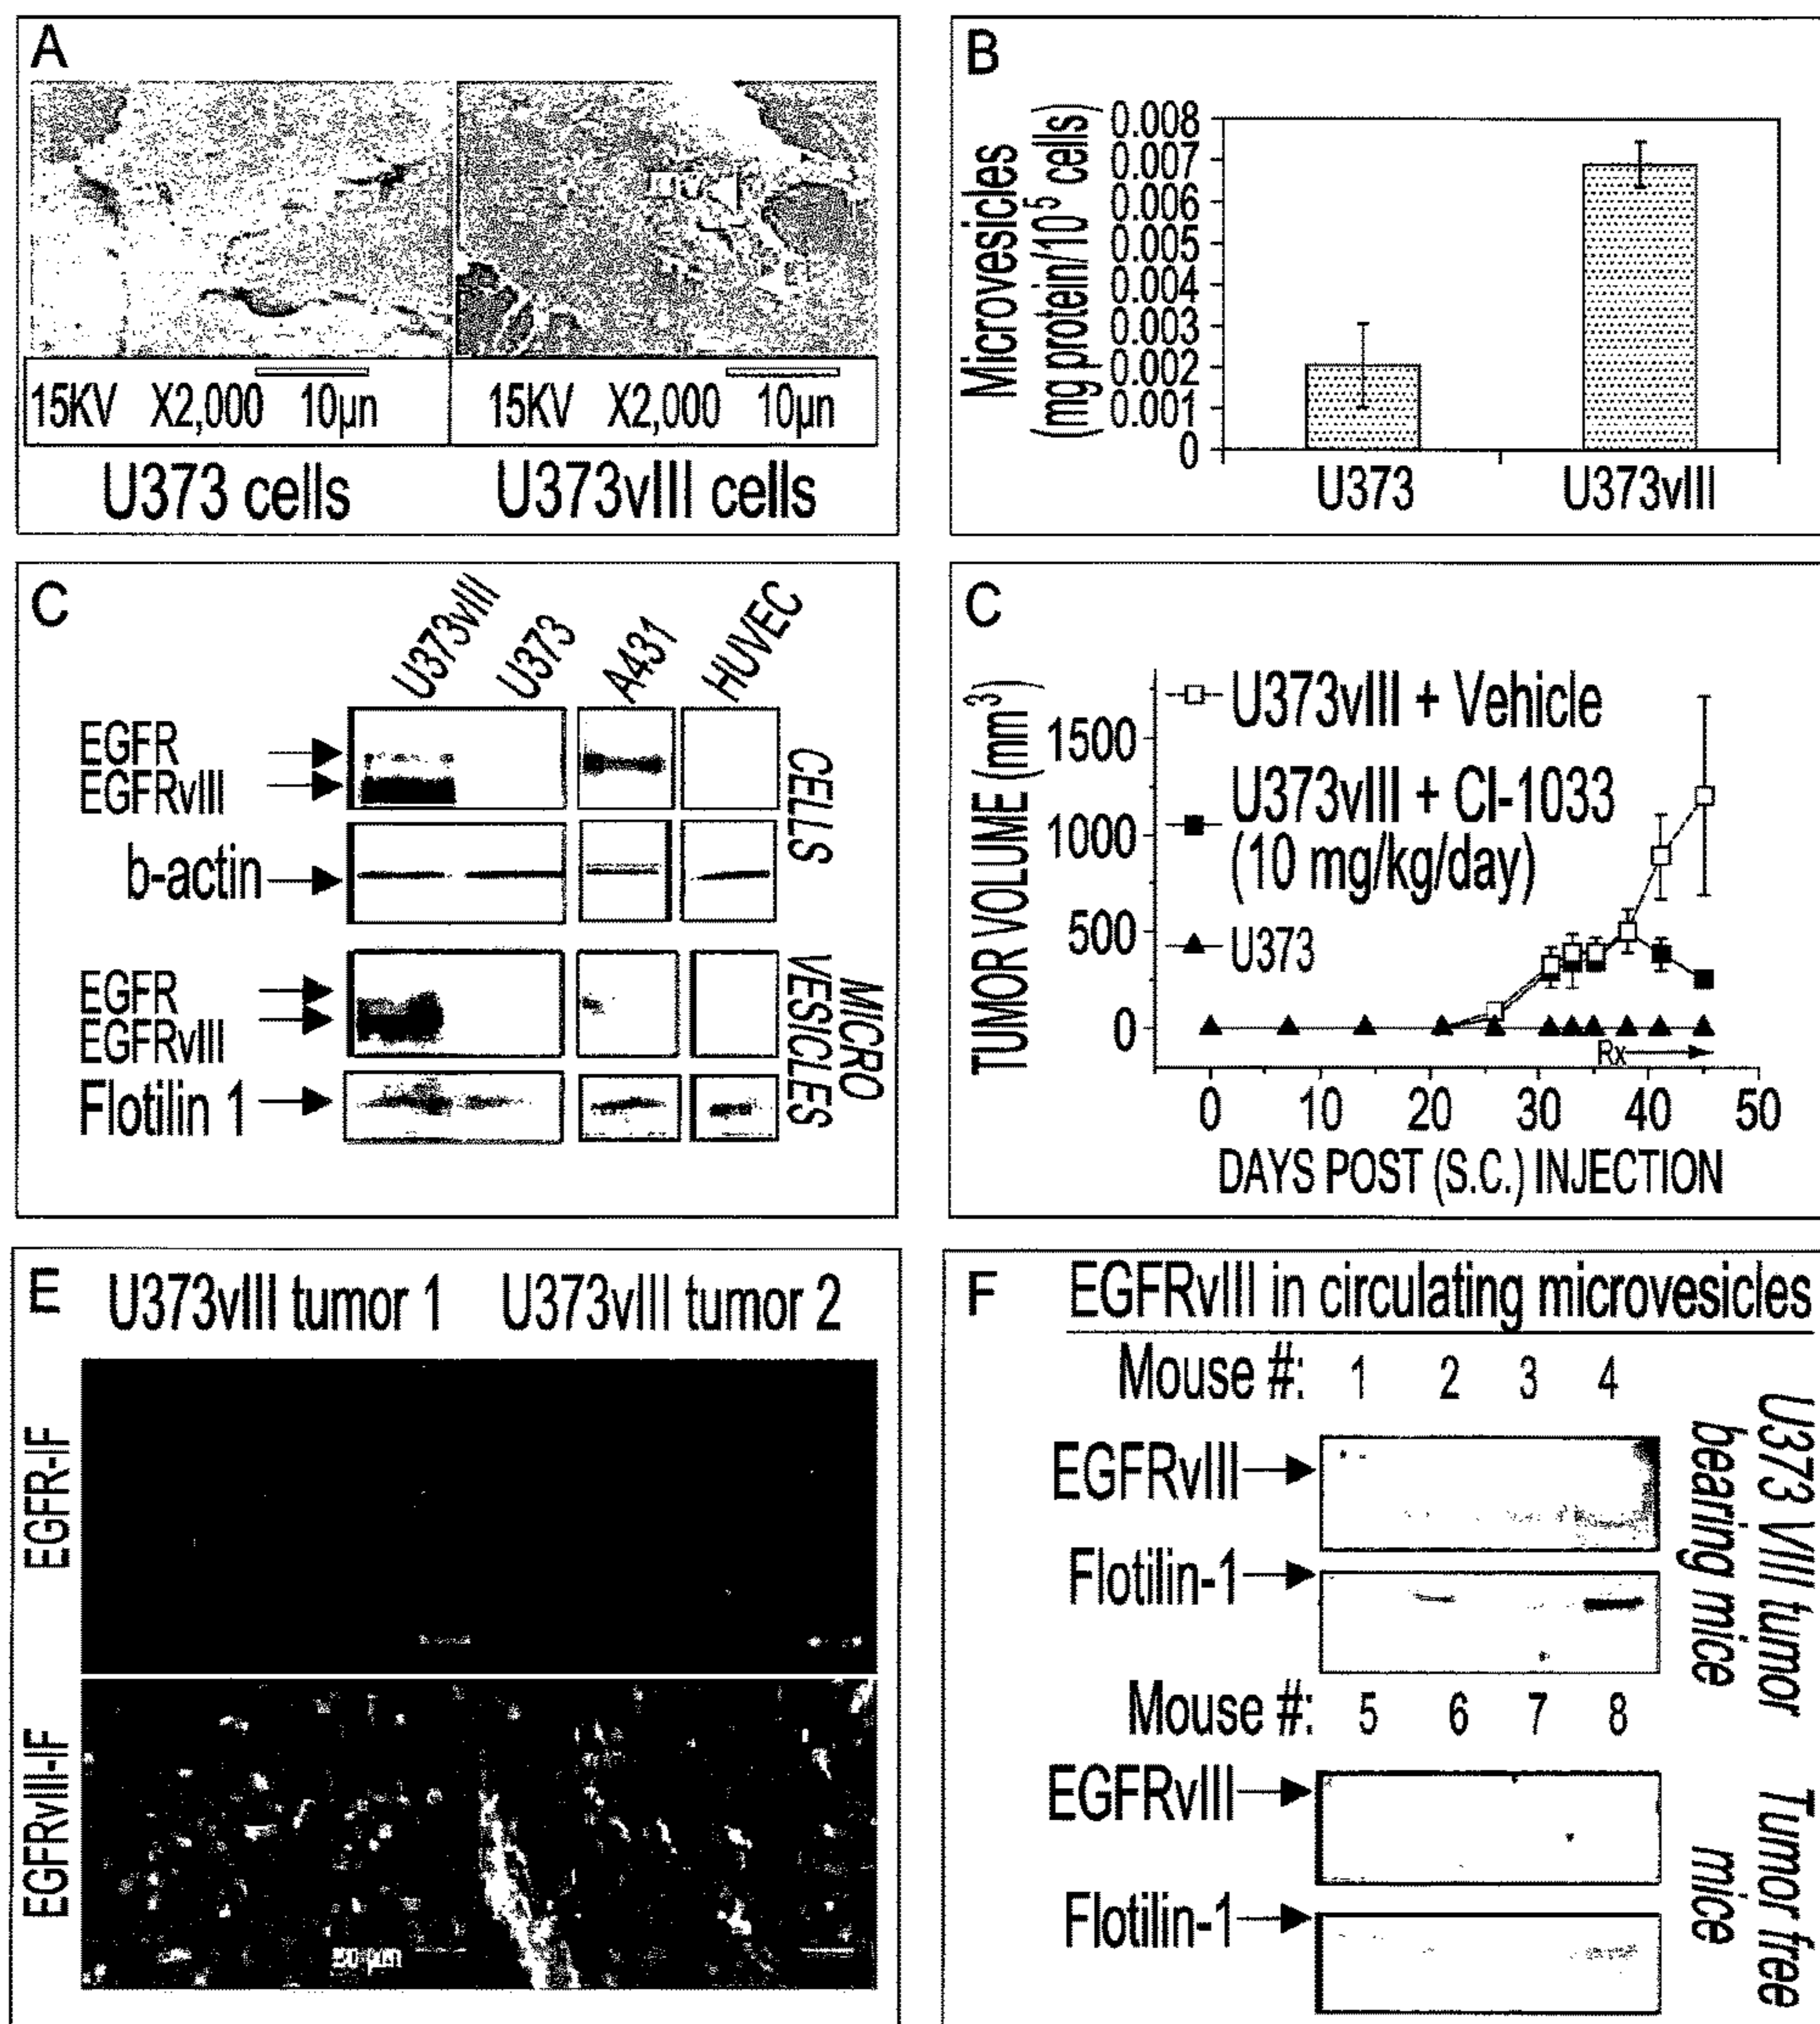 A
15KV X2,000 10µn
15KV X2,000 10µn
U373 cells
U373vIII cells
B
Microvesicles
(mg protein/10⁵ cells)
0.008
0.007
0.006
0.005
0.004
0.003
0.002
0.001
0
U373
U373vIII
C
U373vIII
U373
A431
HUVEC
EGFR
EGFRvIII
b-actin
CELLS
EGFR
EGFRvIII
Flotilin 1
MICRO
VESICLES
C
TUMOR VOLUME (mm³)
1500
1000
500
0
U373vIII + Vehicle
U373vIII + CI-1033
(10 mg/kg/day)
U373
Rx
0 10 20 30 40 50
DAYS POST (S.C.) INJECTION
E
U373vIII tumor 1
U373vIII tumor 2
EGFR-IF
EGFRvIII-IF
50 µm
F
EGFRvIII in circulating microvesicles
Mouse #: 1 2 3 4
EGFRvIII
Flotilin-1
U373 VIII tumor
bearing mice
Mouse #: 5 6 7 8
EGFRvIII
Flotilin-1
Tumor free
mice